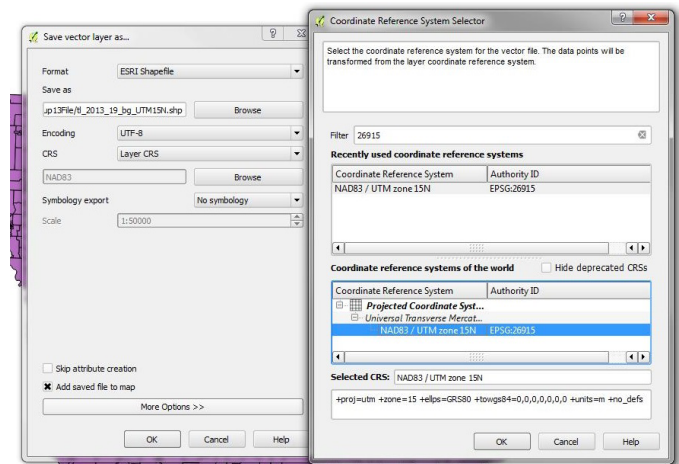 Save vector layer as...
Format
ESRI Shapefile
Save as
up13File/tl_2013_19_bg_UTM15N.shp
Browse
Encoding
UTF-8
CRS
Layer CRS
NAD83
Browse
Symbology export
No symbology
Scale
1:50000
Skip attribute creation
Add saved file to map
More Options >>
OK
Cancel
Help
Coordinate Reference System Selector
Select the coordinate reference system for the vector file. The data points will be
transformed from the layer coordinate reference system.
Filter
26915
Recently used coordinate reference systems
Coordinate Reference System
Authority ID
NAD83 / UTM zone 15N
EPSG:26915
Coordinate reference systems of the world
Hide deprecated CRSs
Coordinate Reference System
Authority ID
Projected Coordinate Syst...
Universal Transverse Mercat...
NAD83 / UTM zone 15N
EPSG:26915
Selected CRS:
NAD83 / UTM zone 15N
+proj=utm +zone=15 +ellps=GRS80 +towgs84=0,0,0,0,0,0,0 +units=m +no_defs
OK
Cancel
Help